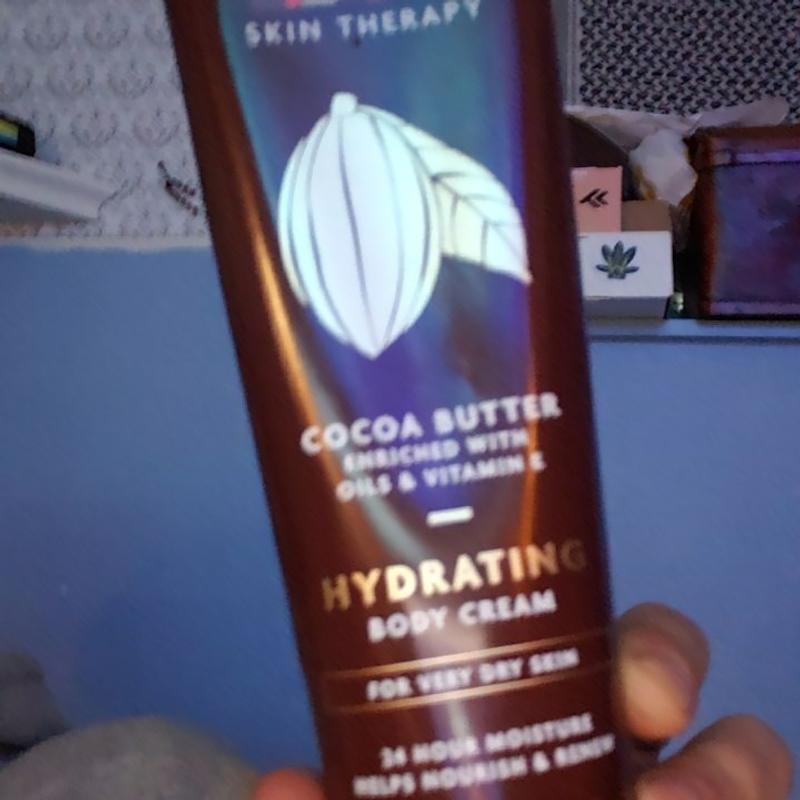 SKIN THERAPY
COCOA BUTTER
ENRICHED WITH
OILS & VITAMIN E
HYDRATING
BODY CREAM
FOR VERY DRY SKIN
24 HOUR MOISTURE
HELPS NOURISH & RENEW